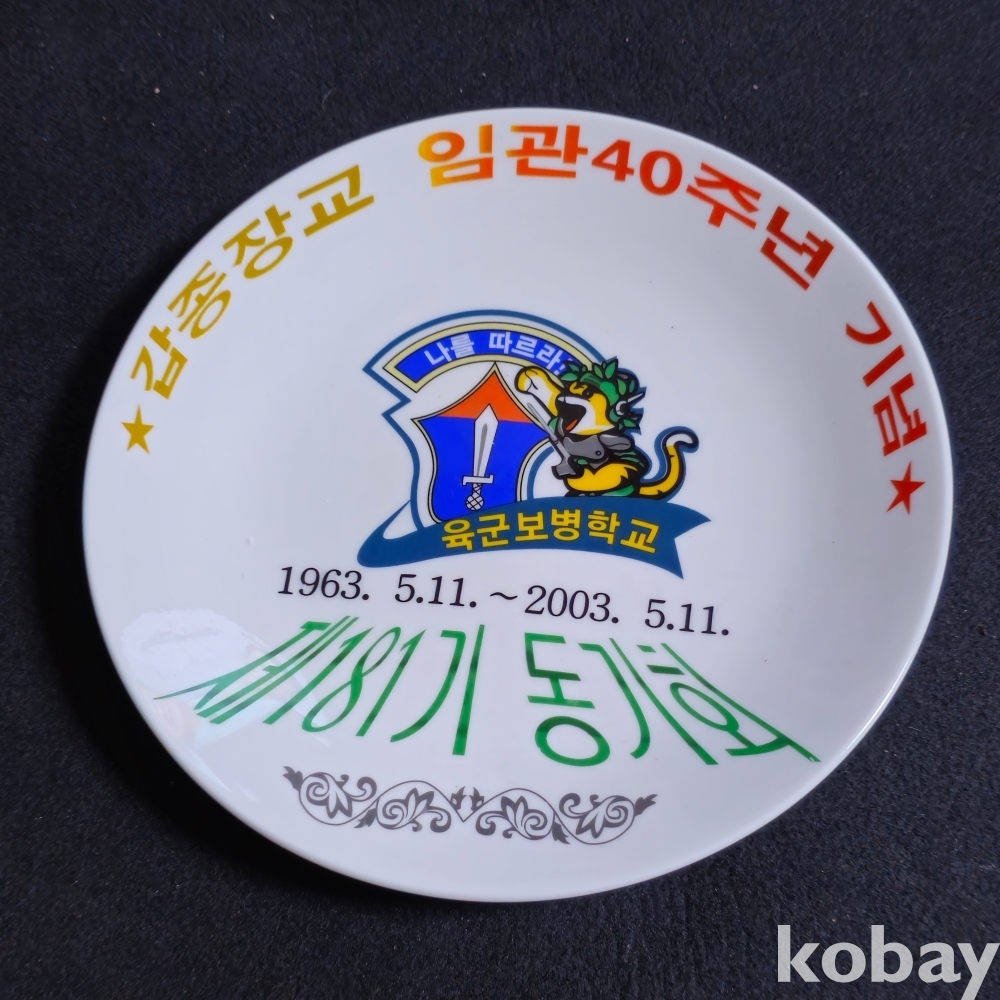 ★갑종장교 임관40주년 기념★
나를 따르라!
육군보병학교
1963. 5.11.~2003. 5.11.
제181기 동기회
kobay